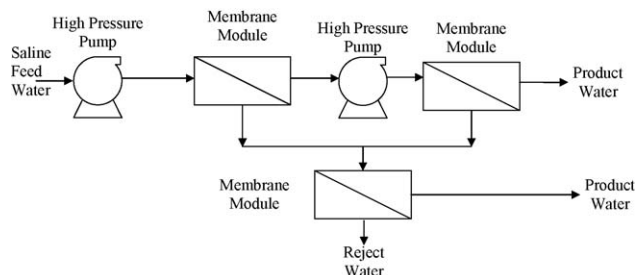 High Pressure
Pump
Membrane
Module
High Pressure
Pump
Membrane
Module
Saline
Feed
Water
Product
Water
Membrane
Module
Product
Water
Reject
Water